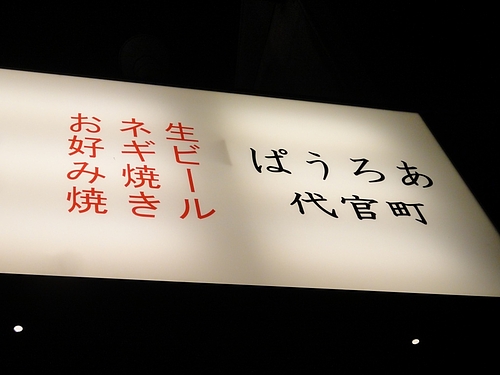 ぱうろあ
代官町
生ビール
ネギ焼き
お好み焼